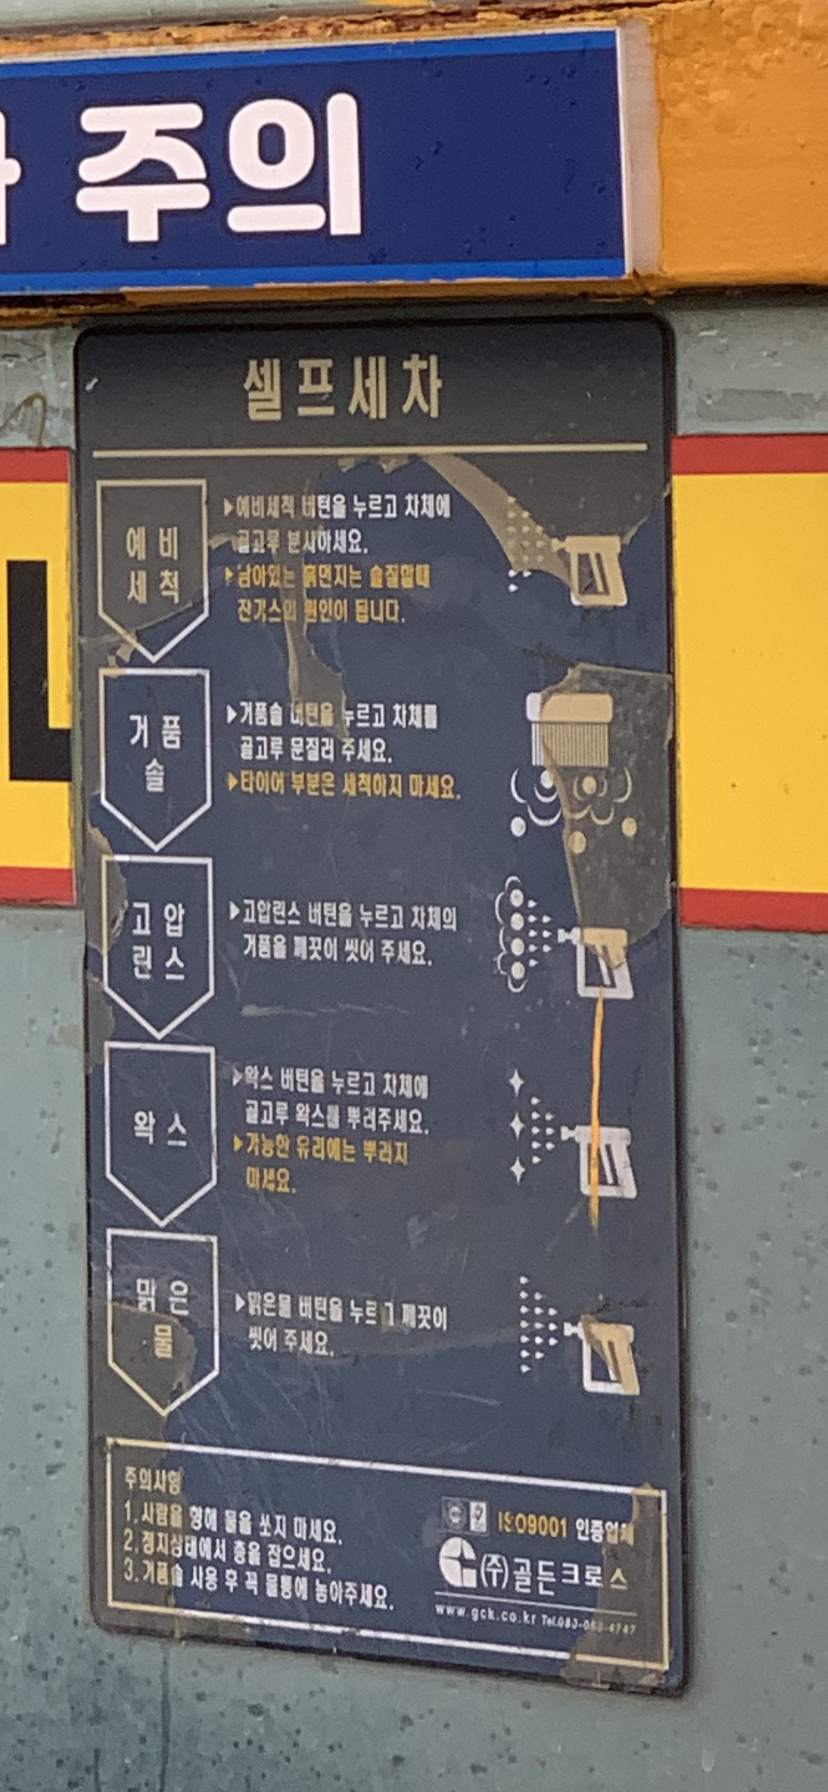 주의
셀프세차
예비
세척
▶예비세척 버턴을 누르고 차체에
골고루 분사하세요.
▶남아있는 흙먼지는 솔질할때
잔기스의 원인이 됩니다.
거품
솔
▶거품솔 버턴을 누르고 차체를
골고루 문질러 주세요.
▶타이어 부분은 세척하지 마세요.
고압
린스
▶고압린스 버턴을 누르고 차체의
거품을 깨끗이 씻어 주세요.
왁스
▶왁스 버턴을 누르고 차체에
골고루 왁스를 뿌려주세요.
▶가능한 유리에는 뿌리지
마세요.
맑은
물
▶맑은물 버턴을 누르고 깨끗이
씻어 주세요.
주의사항
1. 사람을 향해 물을 쏘지 마세요.
2. 정지상태에서 총을 잡으세요.
3. 거품솔 사용 후 꼭 물통에 놓아주세요.
ISO9001 인증업체
(주)골든크로스
www.gck.co.kr Tel.